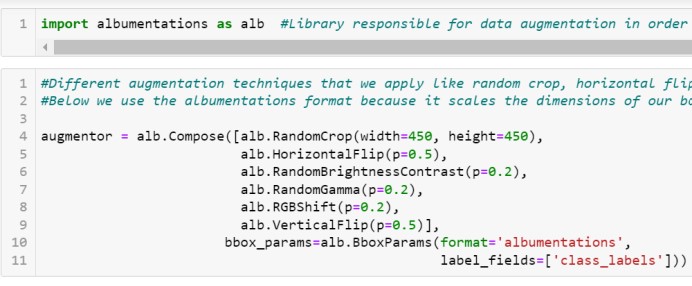 1 import albumentations as alb #Library responsible for data augmentation in order
1 #Different augmentation techniques that we apply like random crop, horizontal flip
2 #Below we use the albumentations format because it scales the dimensions of our
3
4 augmentor = alb.Compose([alb.RandomCrop(width=450, height=450),
5 alb.HorizontalFlip(p=0.5),
6 alb.RandomBrightnessContrast(p=0.2),
7 alb.RandomGamma(p=0.2),
8 alb.RGBShift(p=0.2),
9 alb.VerticalFlip(p=0.5)],
10 bbox_params=alb.BboxParams(format='albumentations',
11 label_fields=['class_labels']))